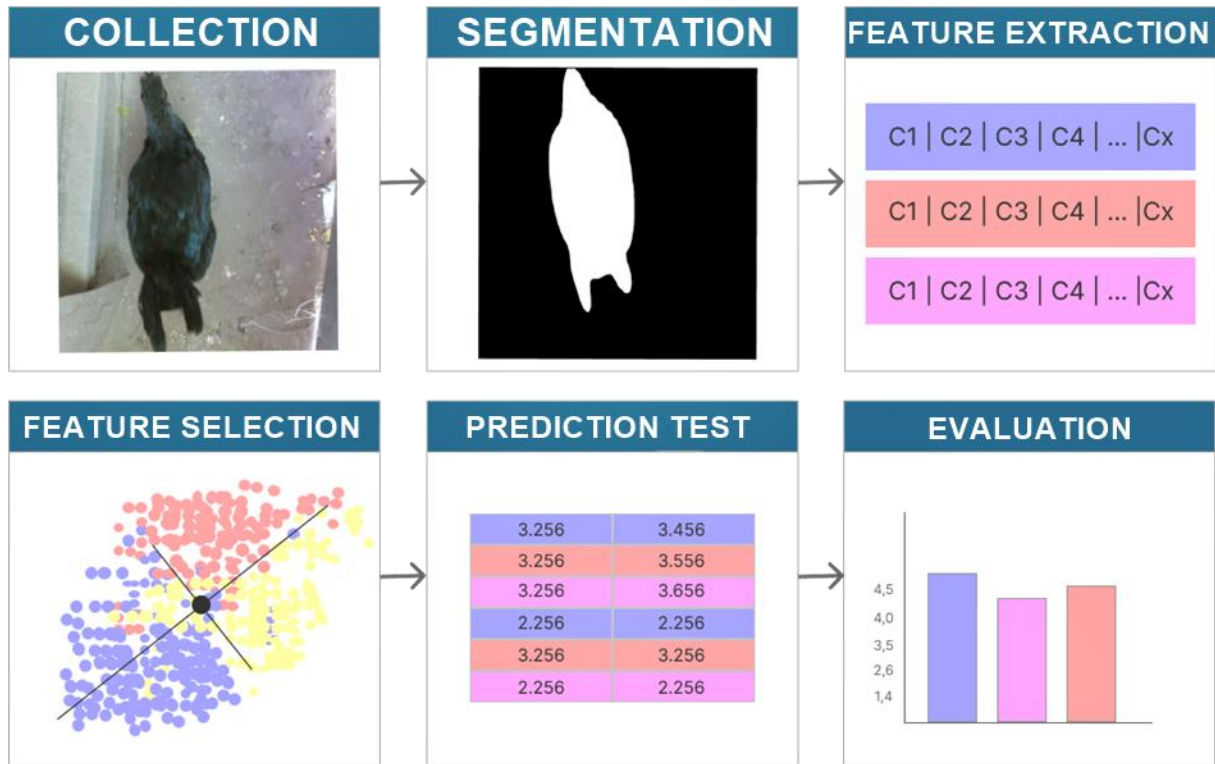 COLLECTION
SEGMENTATION
FEATURE EXTRACTION
C1 | C2 | C3 | C4 | ... |Cx
C1 | C2 | C3 | C4 | ... |Cx
C1 | C2 | C3 | C4 | ... |Cx
FEATURE SELECTION
PREDICTION TEST
EVALUATION
3.256 3.456
3.256 3.556
3.256 3.656
2.256 2.256
3.256 3.256
2.256 2.256
4,5
4,0
3,5
2,6
1,4